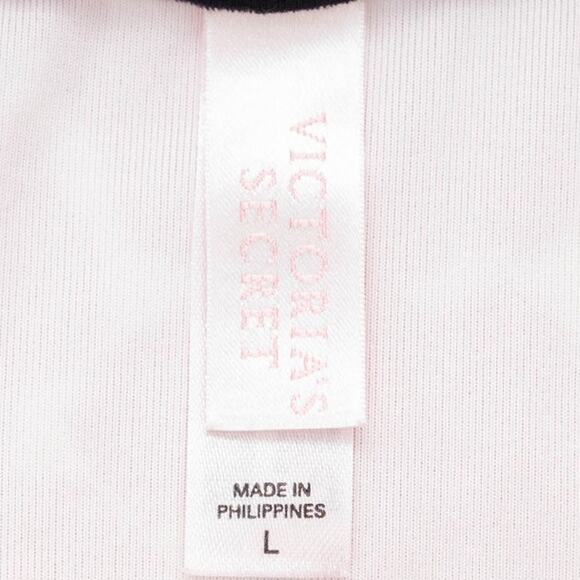 VICTORIA'S
SECRET
MADE IN
PHILIPPINES
L